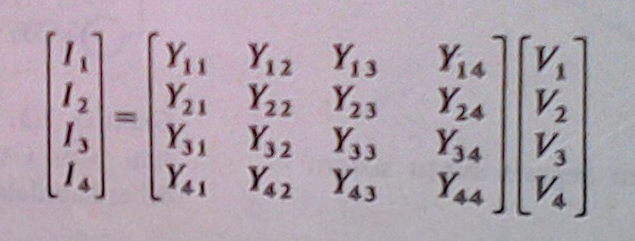 [I₁] [Y₁₁ Y₁₂ Y₁₃ Y₁₄] [V₁]
[I₂] = [Y₂₁ Y₂₂ Y₂₃ Y₂₄] [V₂]
[I₃] [Y₃₁ Y₃₂ Y₃₃ Y₃₄] [V₃]
[I₄] [Y₄₁ Y₄₂ Y₄₃ Y₄₄] [V₄]